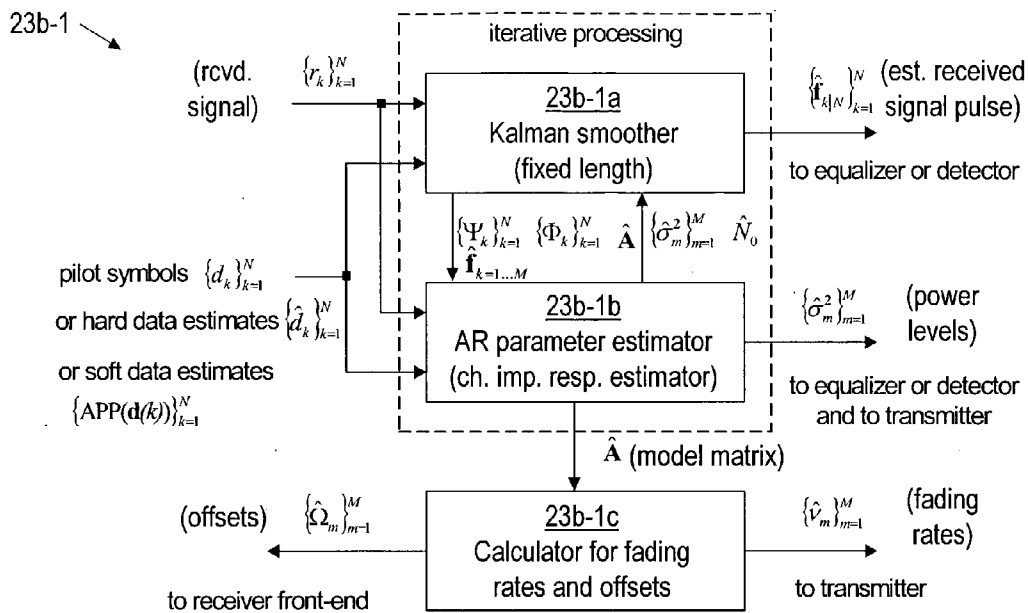 23b-1
iterative processing
(rcvd. signal)
{r_k}_{k=1}^{N}
23b-1a
Kalman smoother
(fixed length)
{f̂_{k|N}}_{k=1}^{N}
(est. received signal pulse)
to equalizer or detector
{Ψ_k}_{k=1}^{N} {Φ_k}_{k=1}^{N} Â {σ̂_m^2}_{m=1}^{M} N̂_0
f̂_{k=1...M}
pilot symbols {d_k}_{k=1}^{N}
or hard data estimates {d̂_k}_{k=1}^{N}
or soft data estimates
{APP(d(k))}_{k=1}^{N}
23b-1b
AR parameter estimator
(ch. imp. resp. estimator)
{σ̂_m^2}_{m=1}^{M}
(power levels)
to equalizer or detector
and to transmitter
Â (model matrix)
(offsets) {Ω̂_m}_{m=1}^{M}
to receiver front-end
23b-1c
Calculator for fading
rates and offsets
{ν̂_m}_{m=1}^{M}
(fading rates)
to transmitter